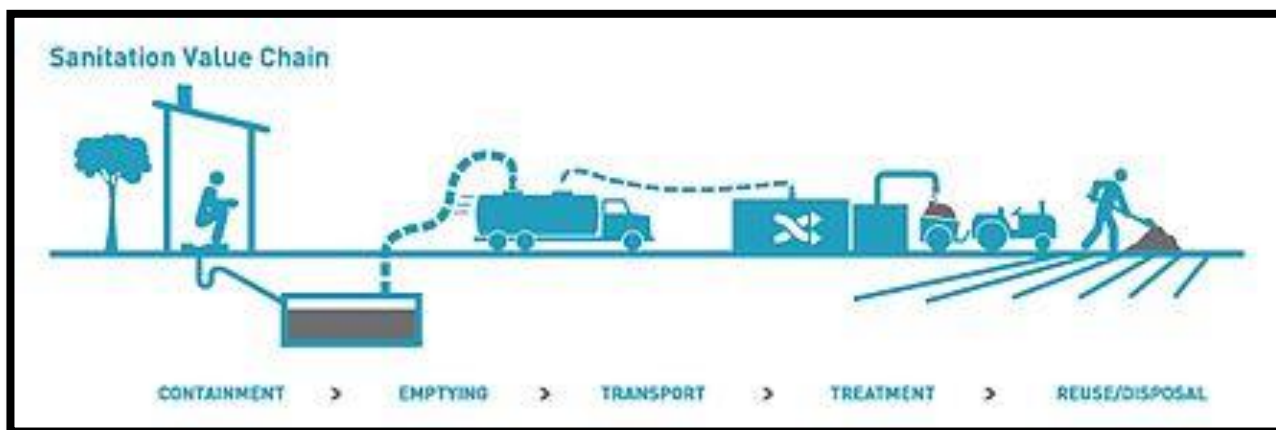 Sanitation Value Chain
CONTAINMENT > EMPTYING > TRANSPORT > TREATMENT > REUSE/DISPOSAL